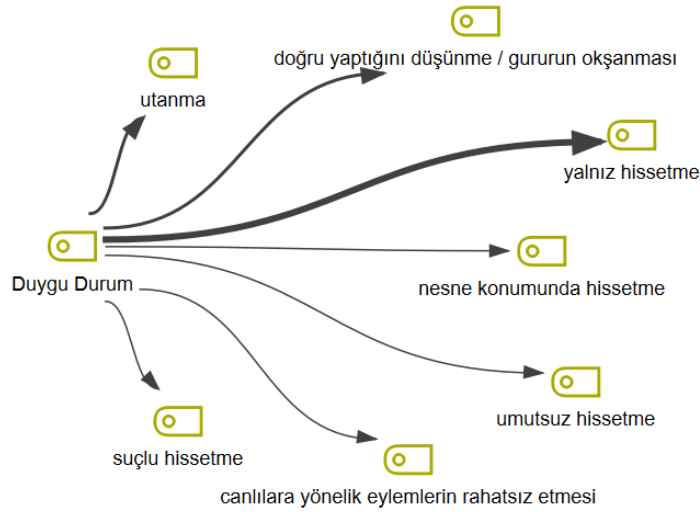 doğru yaptığını düşünme / gururun okşanması
utanma
yalnız hissetme
Duygu Durum
nesne konumunda hissetme
umutsuz hissetme
suçlu hissetme
canlılara yönelik eylemlerin rahatsız etmesi